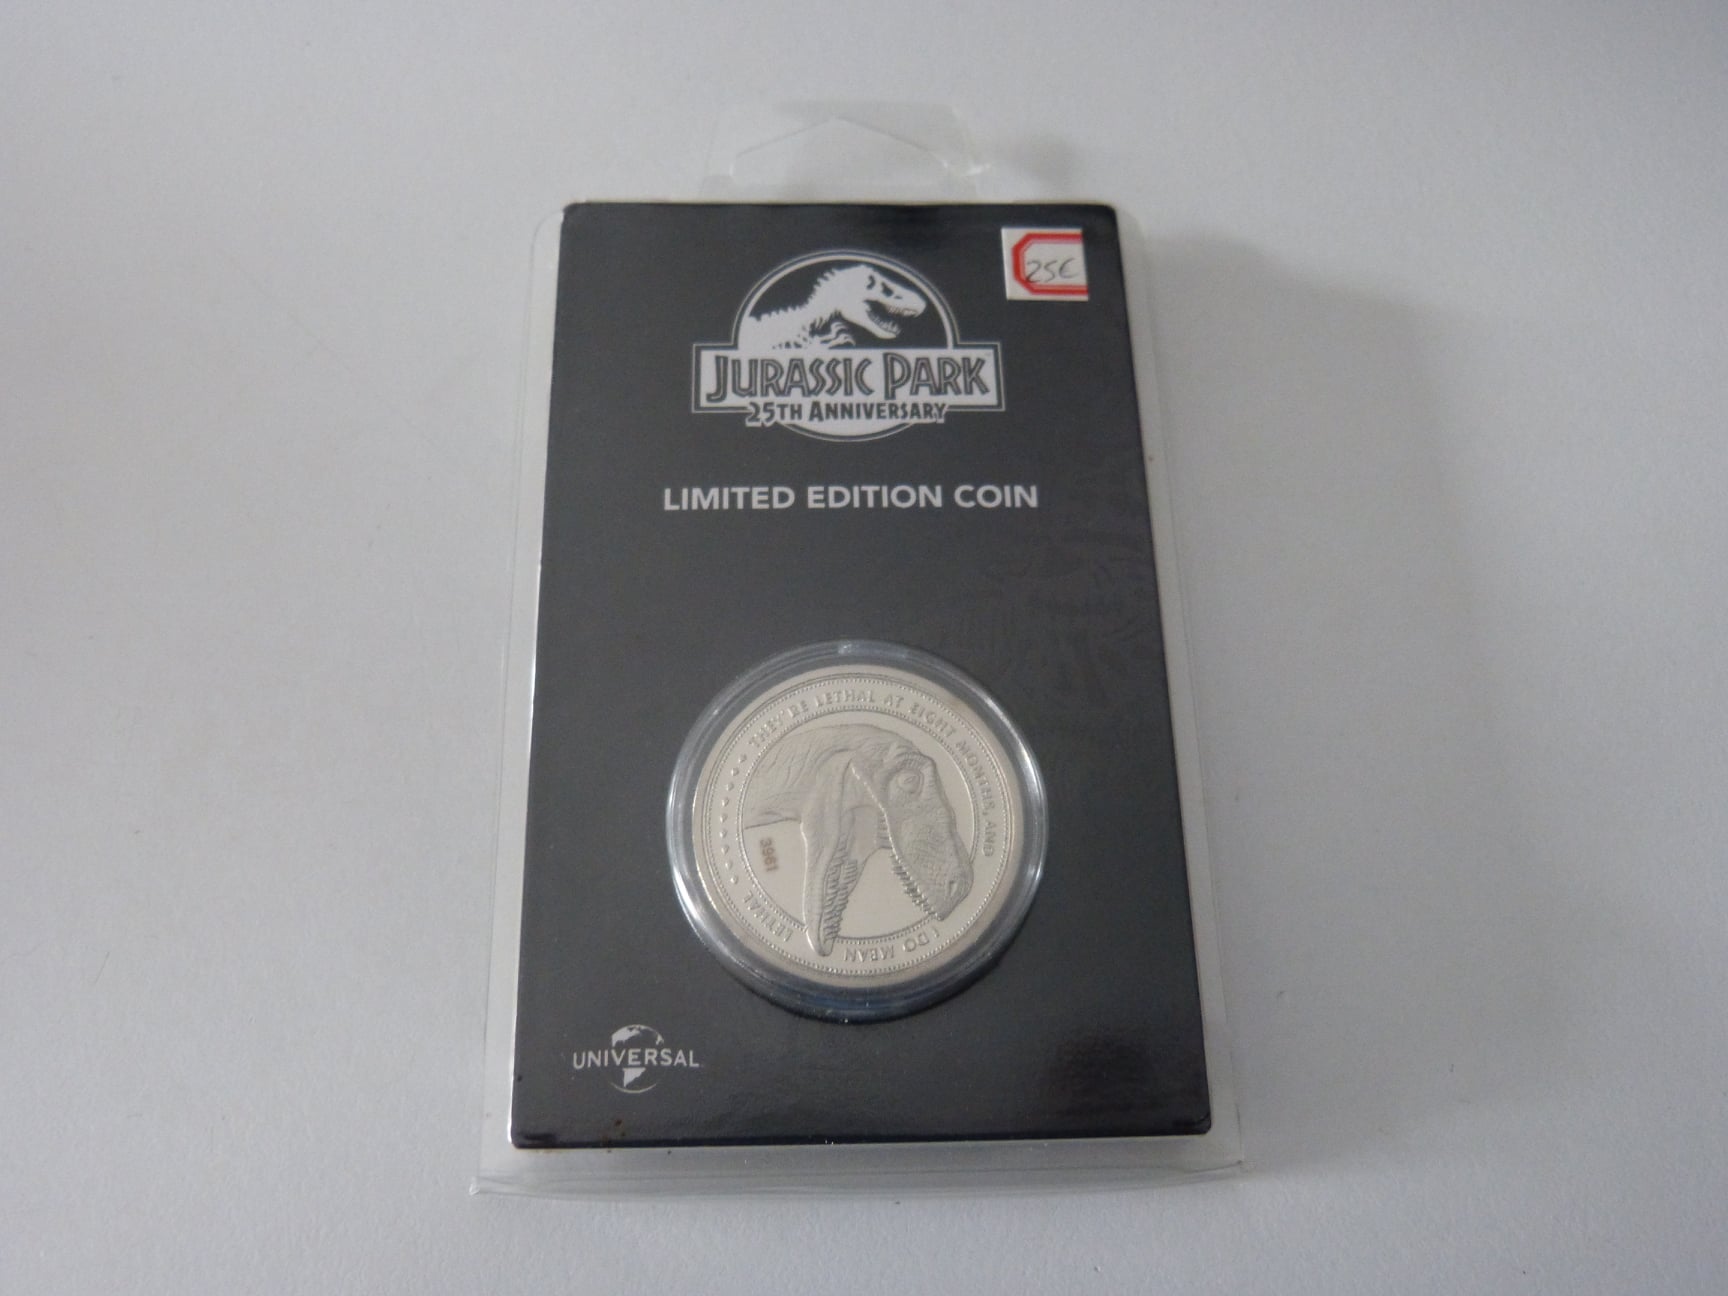 25€
JURASSIC PARK
25TH ANNIVERSARY
LIMITED EDITION COIN
THEY'RE LETHAL AT EIGHT MONTHS, AND I DO MEAN LETHAL
3961
UNIVERSAL